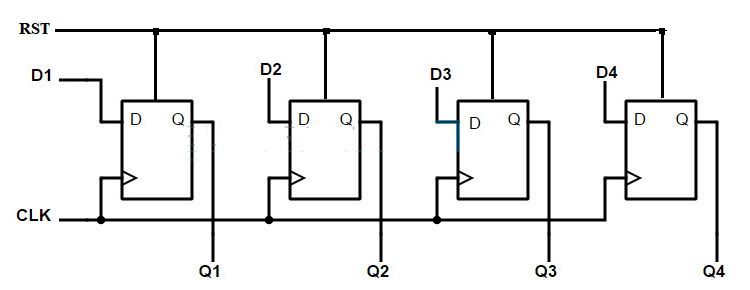 RST
D1 D2 D3 D4
D Q D Q D Q D Q
CLK
Q1 Q2 Q3 Q4